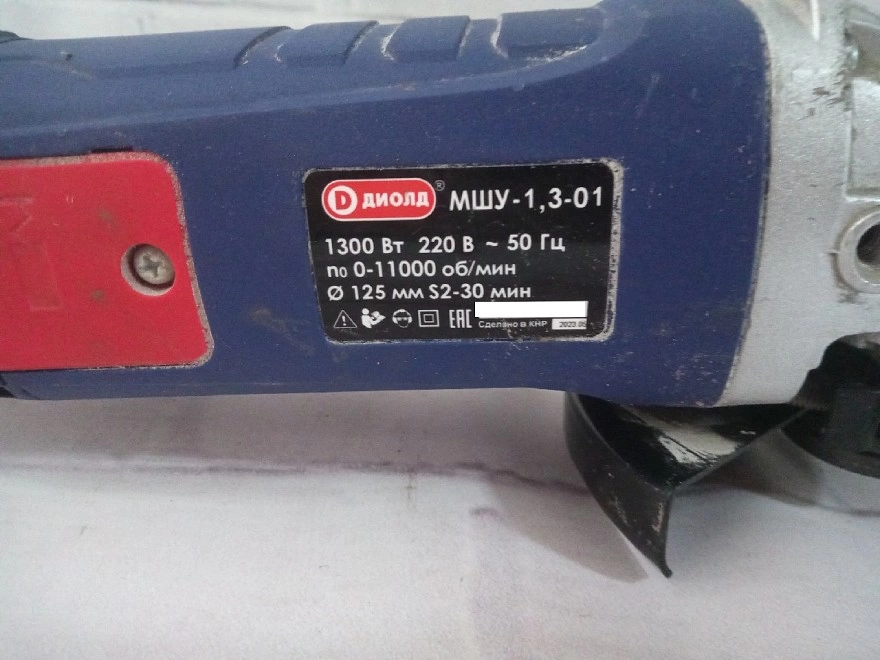 D ДИОЛД® МШУ-1,3-01
1300 Вт 220 В ~ 50 Гц
n₀ 0-11000 об/мин
Ø 125 мм S2-30 мин
EAC Сделано в КНР